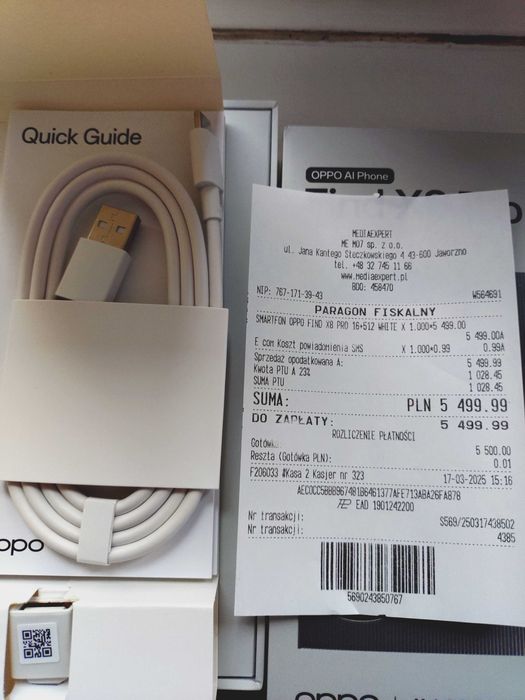 Quick Guide
oppo
OPPO AI Phone
Find X8 Pro
MEDIAEXPERT
ME M07 sp. z o.o.
ul. Jana Kantego Steczkowskiego 4 43-600 Jaworzno
tel. +48 32 745 11 66
www.mediaexpert.pl
BDO: 458470
NIP: 767-171-39-43 W564691
PARAGON FISKALNY
SMARTFON OPPO FIND X8 PRO 16+512 WHITE X 1.000×5 499.00
5 499.00A
E com Koszt powiadomienia SMS X 1.000×0.99 0.99A
Sprzedaż opodatkowana A: 5 499.99
Kwota PTU A 23% 1 028.45
SUMA PTU 1 028.45
SUMA: PLN 5 499.99
DO ZAPŁATY: 5 499.99
ROZLICZENIE PŁATNOŚCI
Gotówka 5 500.00
Reszta (Gotówka PLN): 0.01
F206033 #Kasa 2 Kasjer nr 323 17-03-2025 15:16
EAD 1901242200
Nr transakcji: S569/250317438502
Nr transakcji: 4385
5690243850767
oppo